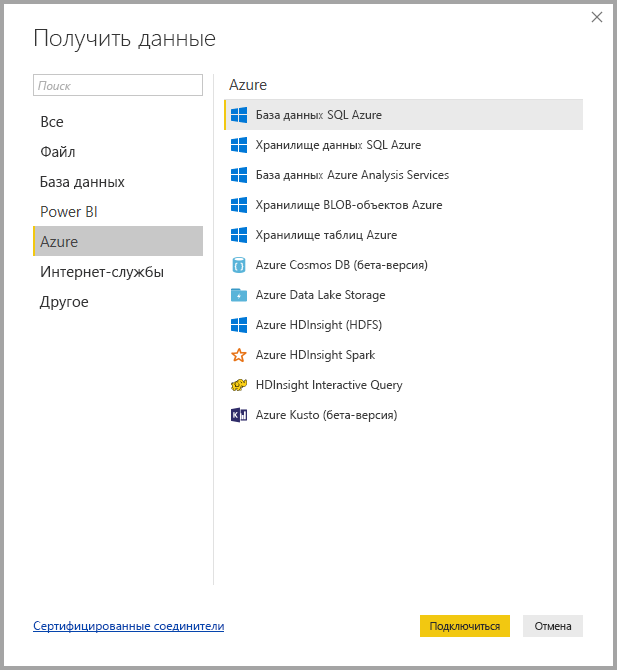 Получить данные
Поиск
Все
Файл
База данных
Power BI
Azure
Интернет-службы
Другое
Azure
База данных SQL Azure
Хранилище данных SQL Azure
База данных Azure Analysis Services
Хранилище BLOB-объектов Azure
Хранилище таблиц Azure
Azure Cosmos DB (бета-версия)
Azure Data Lake Storage
Azure HDInsight (HDFS)
Azure HDInsight Spark
HDInsight Interactive Query
Azure Kusto (бета-версия)
Сертифицированные соединители
Подключиться
Отмена